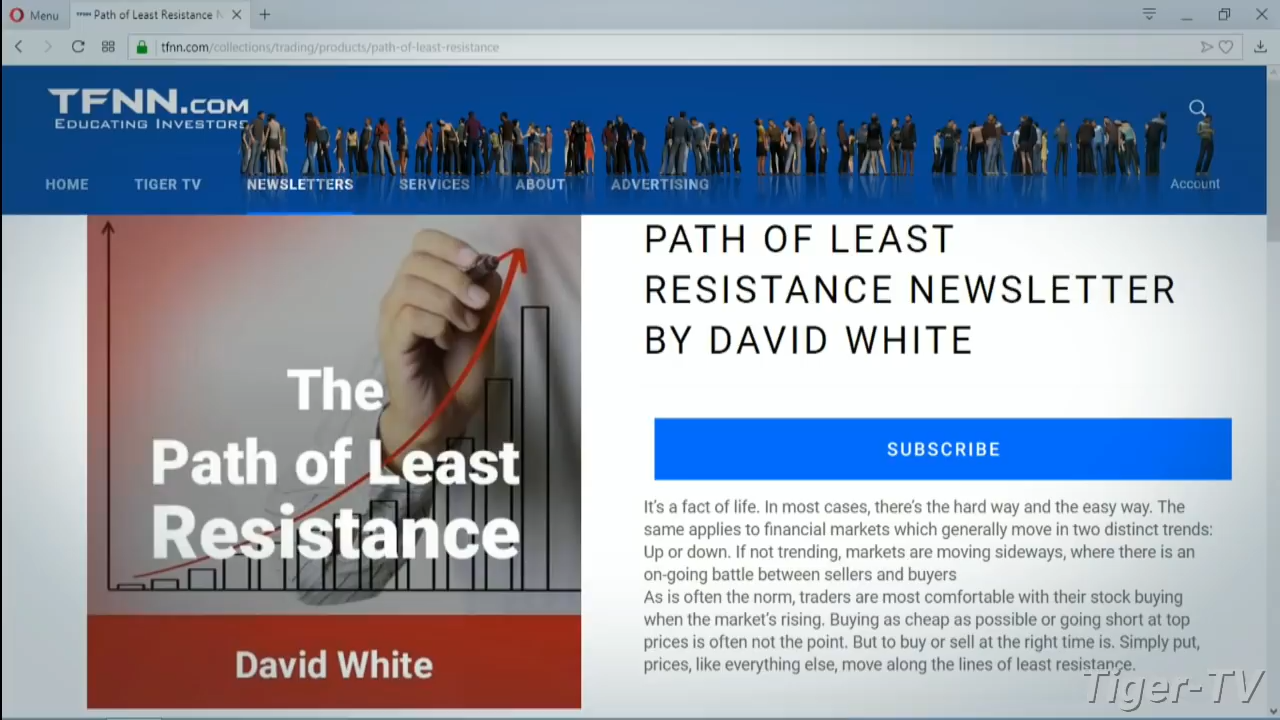 Menu
Path of Least Resistance N
tfnn.com/collections/trading/products/path-of-least-resistance
TFNN.COM
EDUCATING INVESTORS
HOME
TIGER TV
NEWSLETTERS
SERVICES
ABOUT
ADVERTISING
Account
The
Path of Least
Resistance
David White
PATH OF LEAST
RESISTANCE NEWSLETTER
BY DAVID WHITE
SUBSCRIBE
It's a fact of life. In most cases, there's the hard way and the easy way. The
same applies to financial markets which generally move in two distinct trends:
Up or down. If not trending, markets are moving sideways, where there is an
on-going battle between sellers and buyers
As is often the norm, traders are most comfortable with their stock buying
when the market's rising. Buying as cheap as possible or going short at top
prices is often not the point. But to buy or sell at the right time is. Simply put,
prices, like everything else, move along the lines of least resistance.
Tiger-TV